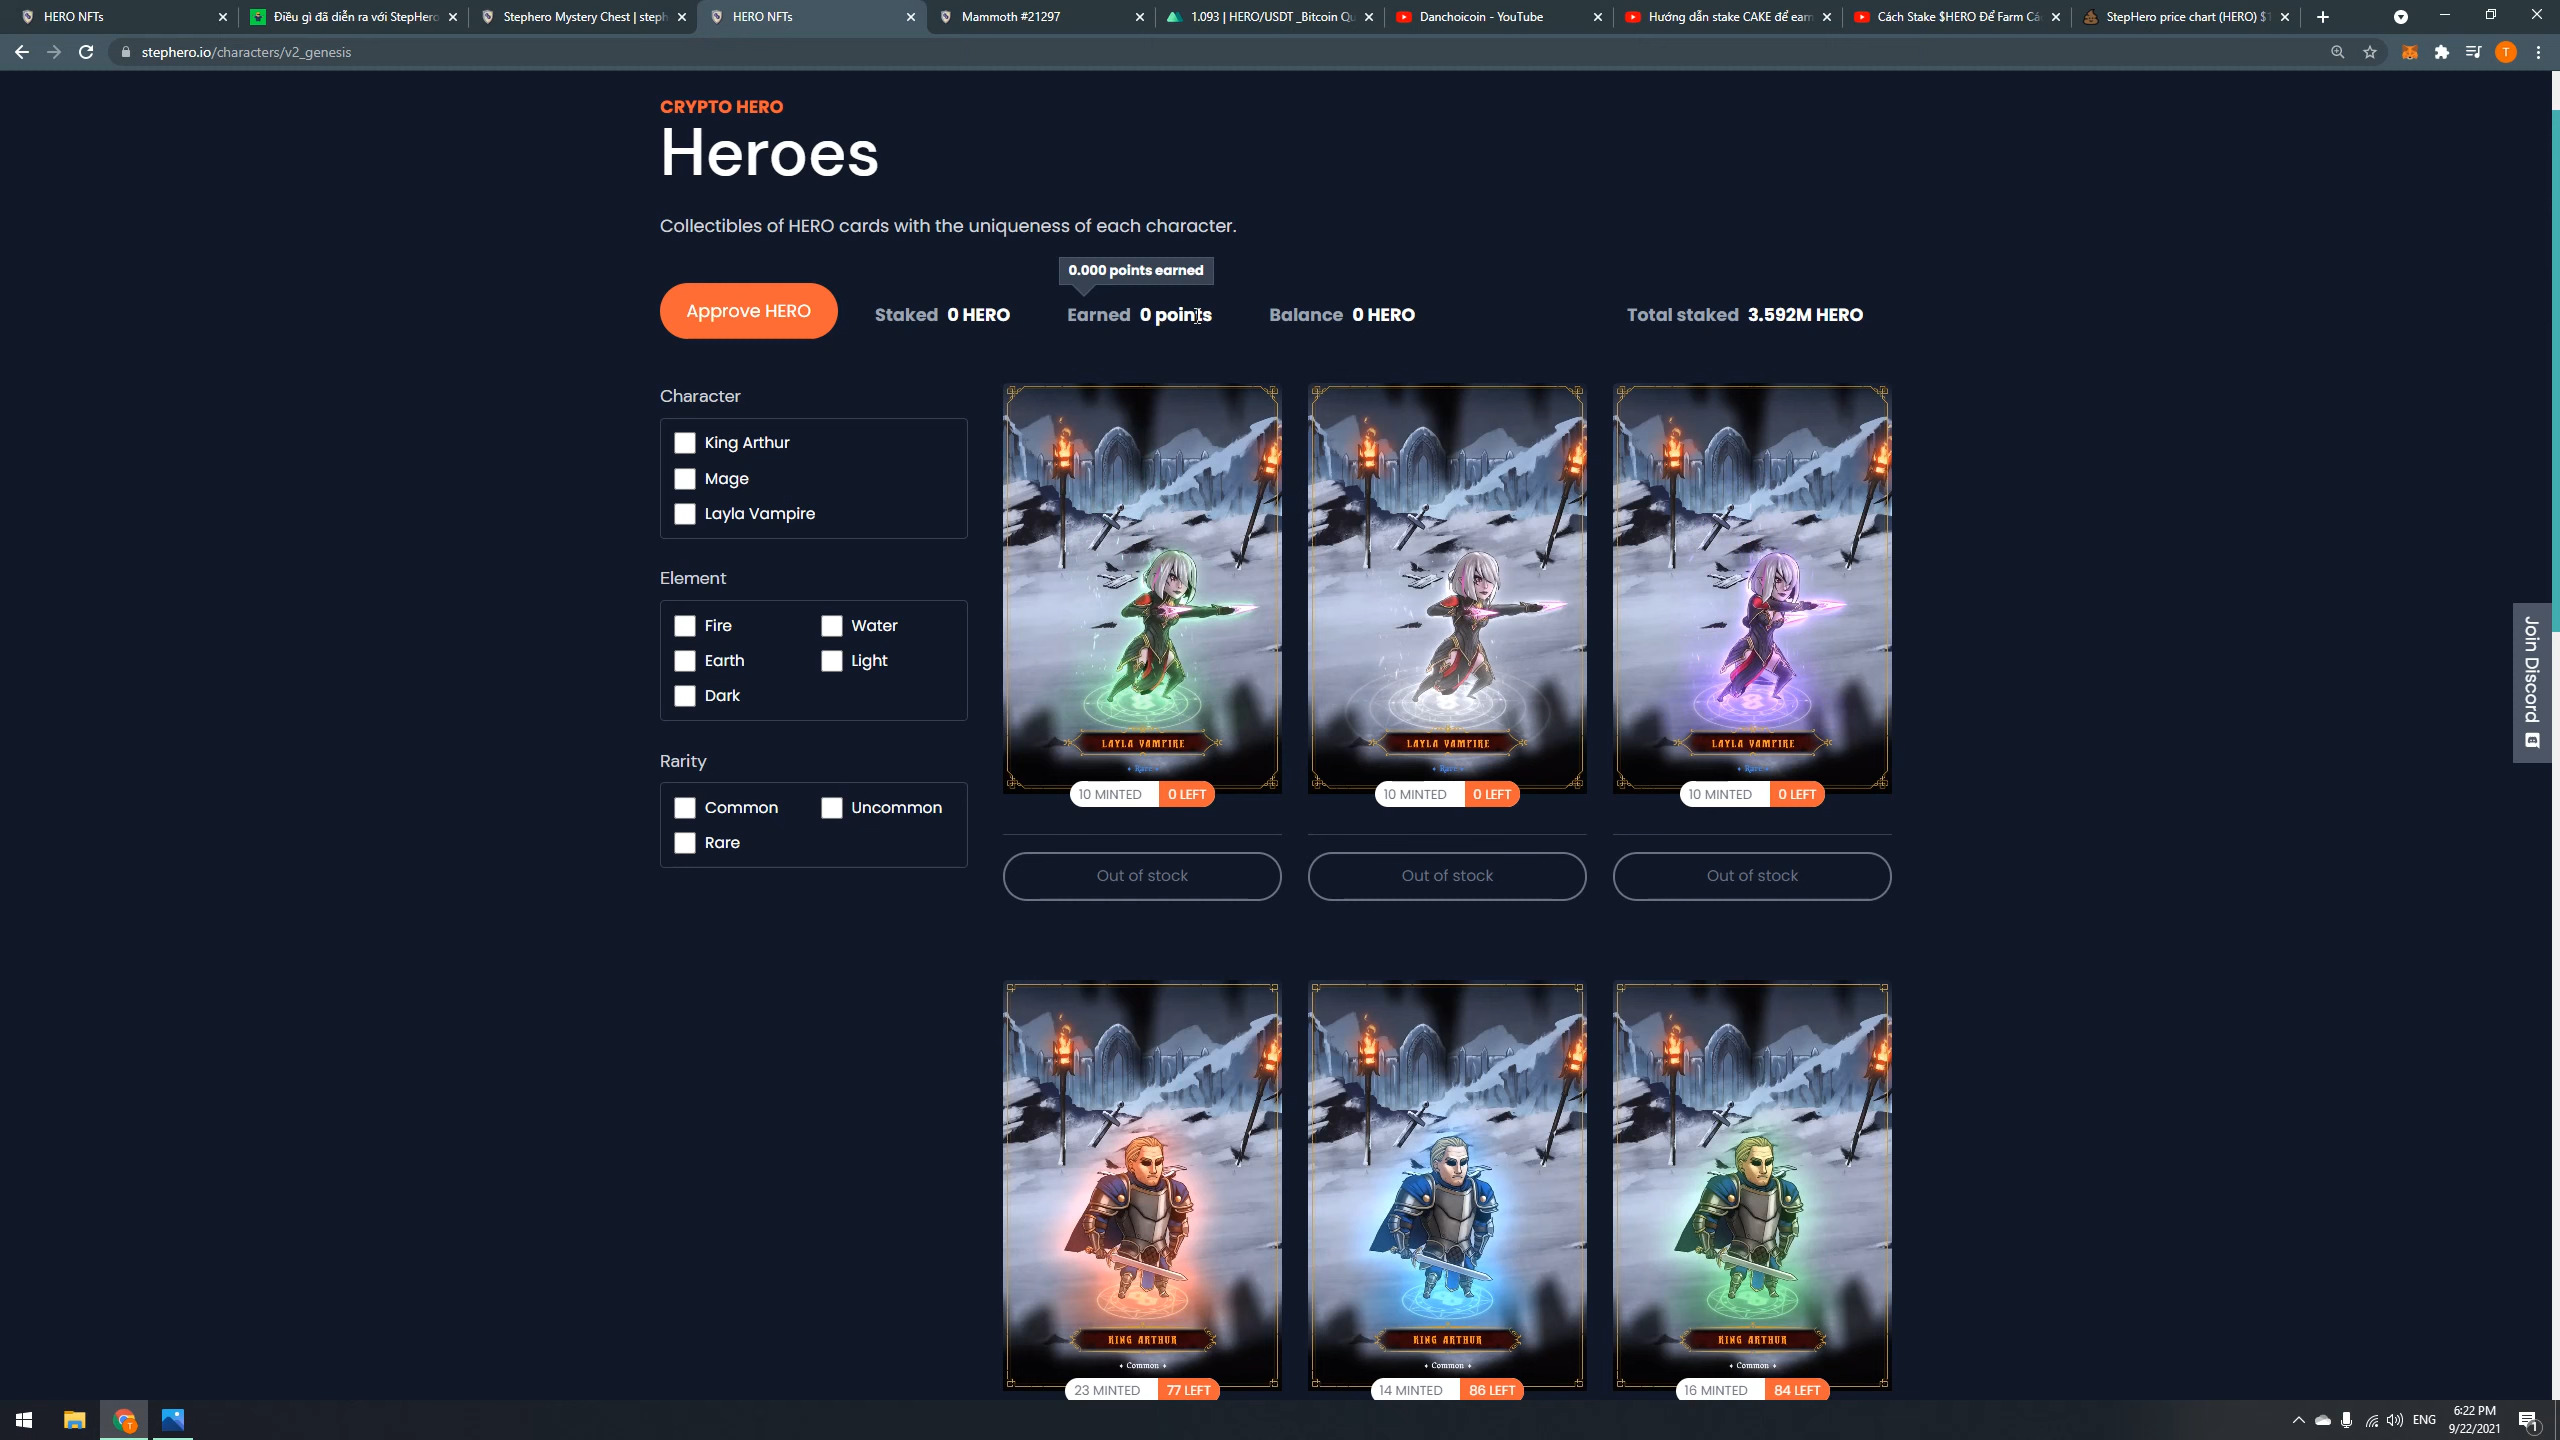 HERO NFTs
Điều gì đã diễn ra với StepHero
Stephero Mystery Chest | steph
HERO NFTs
Mammoth #21297
1.093 | HERO/USDT _Bitcoin Qu
Danchoicoin - YouTube
Hướng dẫn stake CAKE để earn
Cách Stake $HERO Để Farm Cá
StepHero price chart (HERO) $1
stephero.io/characters/v2_genesis
T
CRYPTO HERO
Heroes
Collectibles of HERO cards with the uniqueness of each character.
0.000 points earned
Approve HERO
Staked 0 HERO
Earned 0 points
Balance 0 HERO
Total staked 3.592M HERO
Character
King Arthur
Mage
Layla Vampire
Element
Fire
Water
Earth
Light
Dark
Rarity
Common
Uncommon
Rare
LAYLA VAMPIRE
LAYLA VAMPIRE
LAYLA VAMPIRE
Rare
Rare
Rare
10 MINTED 0 LEFT
10 MINTED 0 LEFT
10 MINTED 0 LEFT
Out of stock
Out of stock
Out of stock
Join Discord
KING ARTHUR
KING ARTHUR
KING ARTHUR
Common
Common
Common
23 MINTED 77 LEFT
14 MINTED 86 LEFT
16 MINTED 84 LEFT
T
ENG
6:22 PM
9/22/2021
1